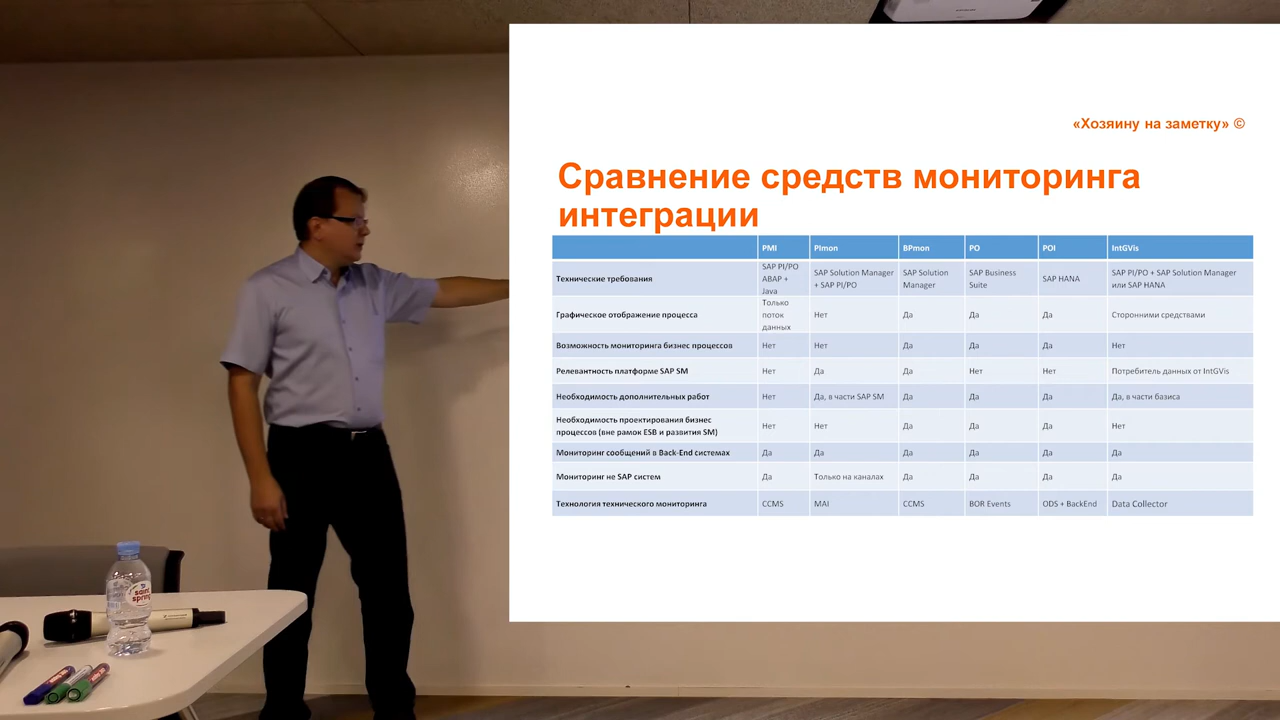 «Хозяину на заметку» ©
Сравнение средств мониторинга
интеграции
PMI PImon BPmon PO POI IntGVis
Технические требования SAP PI/PO ABAP + Java SAP Solution Manager + SAP PI/PO SAP Solution Manager SAP Business Suite SAP HANA SAP PI/PO + SAP Solution Manager или SAP HANA
Графическое отображение процесса Только поток данных Нет Да Да Да Сторонними средствами
Возможность мониторинга бизнес процессов Нет Нет Да Да Да Нет
Релевантность платформе SAP SM Нет Да Да Нет Нет Потребитель данных от IntGVis
Необходимость дополнительных работ Нет Да, в части SAP SM Да Да Да Да, в части базиса
Необходимость проектирования бизнес процессов (вне рамок ESB и развития SM) Нет Нет Да Да Да Нет
Мониторинг сообщений в Back-End системах Да Да Да Да Да Да
Мониторинг не SAP систем Да Только на каналах Да Да Да Да
Технология технического мониторинга CCMS MAI CCMS BOR Events ODS + BackEnd Data Collector
saint
spring